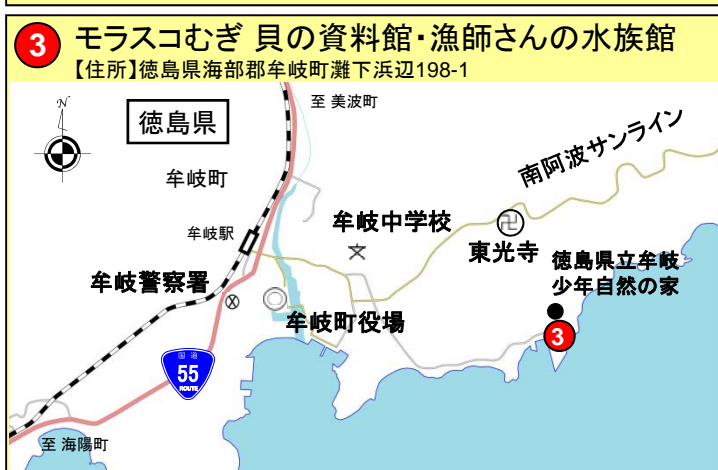 3 モラスコむぎ 貝の資料館・漁師さんの水族館
【住所】徳島県海部郡牟岐町灘下浜辺198-1
N
至 美波町
徳島県
南阿波サンライン
牟岐町
牟岐中学校
牟岐駅
東光寺
徳島県立牟岐
少年自然の家
牟岐警察署
牟岐町役場
3
国道
55
ROUTE
至 海陽町